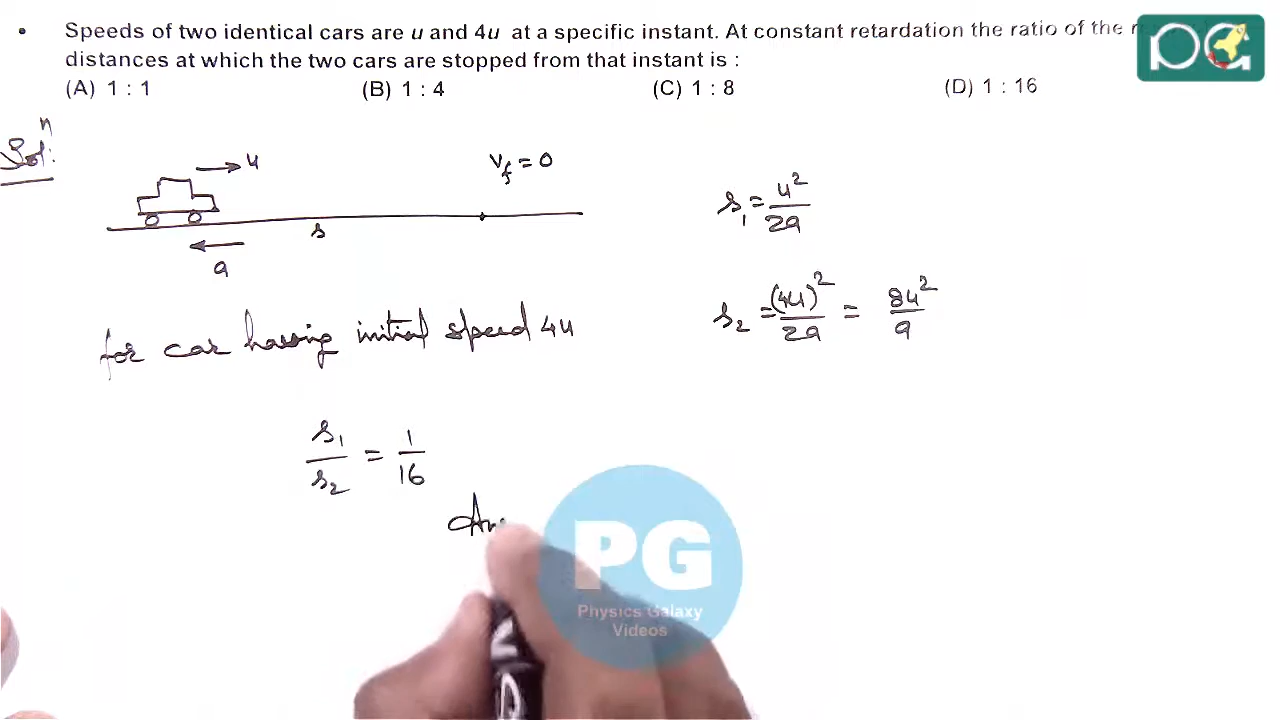 • Speeds of two identical cars are u and 4u at a specific instant. At constant retardation the ratio of the
distances at which the two cars are stopped from that instant is :
(A) 1 : 1 (B) 1 : 4 (C) 1 : 8 (D) 1 : 16
PG
Solⁿ:
u
v_f = 0
s
a
s₁ = u²/2a
s₂ = (4u)²/2a = 8u²/a
for car having initial speed 4u
s₁/s₂ = 1/16
PG
Physics Galaxy
Videos